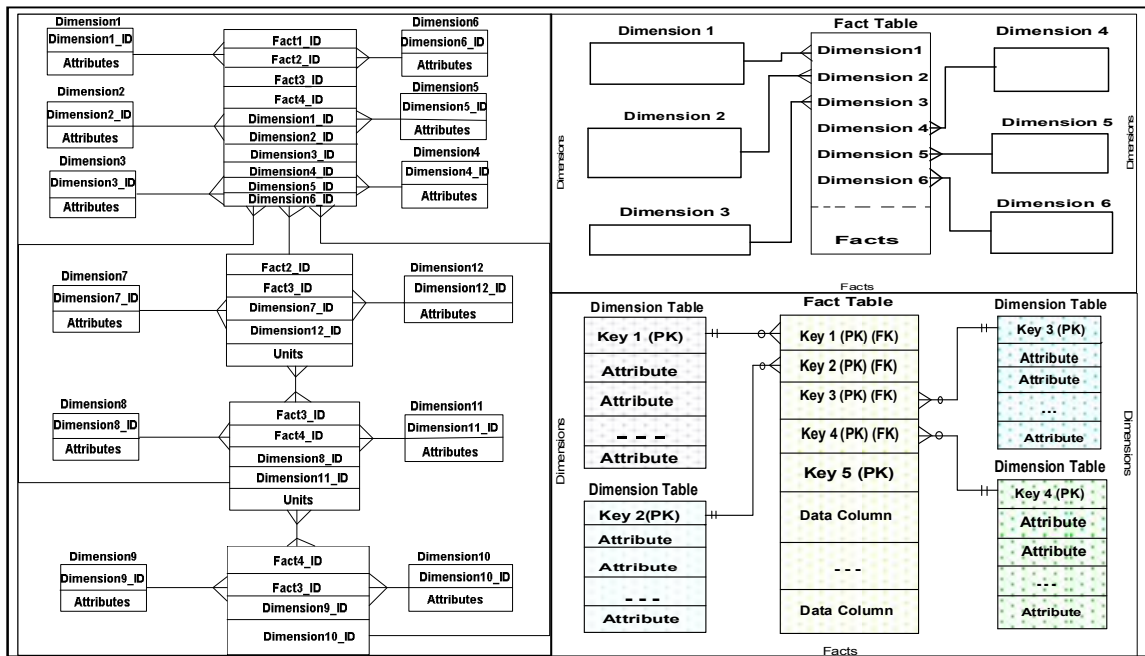 Dimension1
Dimension1_ID
Attributes
Dimension2
Dimension2_ID
Attributes
Dimension3
Dimension3_ID
Attributes
Fact1_ID
Fact2_ID
Fact3_ID
Fact4_ID
Dimension1_ID
Dimension2_ID
Dimension3_ID
Dimension4_ID
Dimension5_ID
Dimension6_ID
Dimension6
Dimension6_ID
Attributes
Dimension5
Dimension5_ID
Attributes
Dimension4
Dimension4_ID
Attributes
Dimension7
Dimension7_ID
Attributes
Fact2_ID
Fact3_ID
Dimension7_ID
Dimension12_ID
Units
Dimension12
Dimension12_ID
Attributes
Dimension8
Dimension8_ID
Attributes
Fact3_ID
Fact4_ID
Dimension8_ID
Dimension11_ID
Units
Dimension11
Dimension11_ID
Attributes
Dimension9
Dimension9_ID
Attributes
Fact4_ID
Fact3_ID
Dimension9_ID
Dimension10_ID
Dimension10
Dimension10_ID
Attributes
Dimensions
Dimension 1
Dimension 2
Dimension 3
Fact Table
Dimension1
Dimension 2
Dimension 3
Dimension 4
Dimension 5
Dimension 6
Facts
Dimension 4
Dimension 5
Dimension 6
Dimensions
Facts
Dimensions
Dimension Table
Key 1 (PK)
Attribute
Attribute
- - -
Attribute
Dimension Table
Key 2(PK)
Attribute
Attribute
- - -
Attribute
Fact Table
Key 1 (PK) (FK)
Key 2 (PK) (FK)
Key 3 (PK) (FK)
Key 4 (PK) (FK)
Key 5 (PK)
Data Column
- - -
Data Column
Dimension Table
Key 3 (PK)
Attribute
Attribute
---
Attribute
Dimension Table
Key 4 (PK)
Attribute
Attribute
---
Attribute
Dimensions
Facts